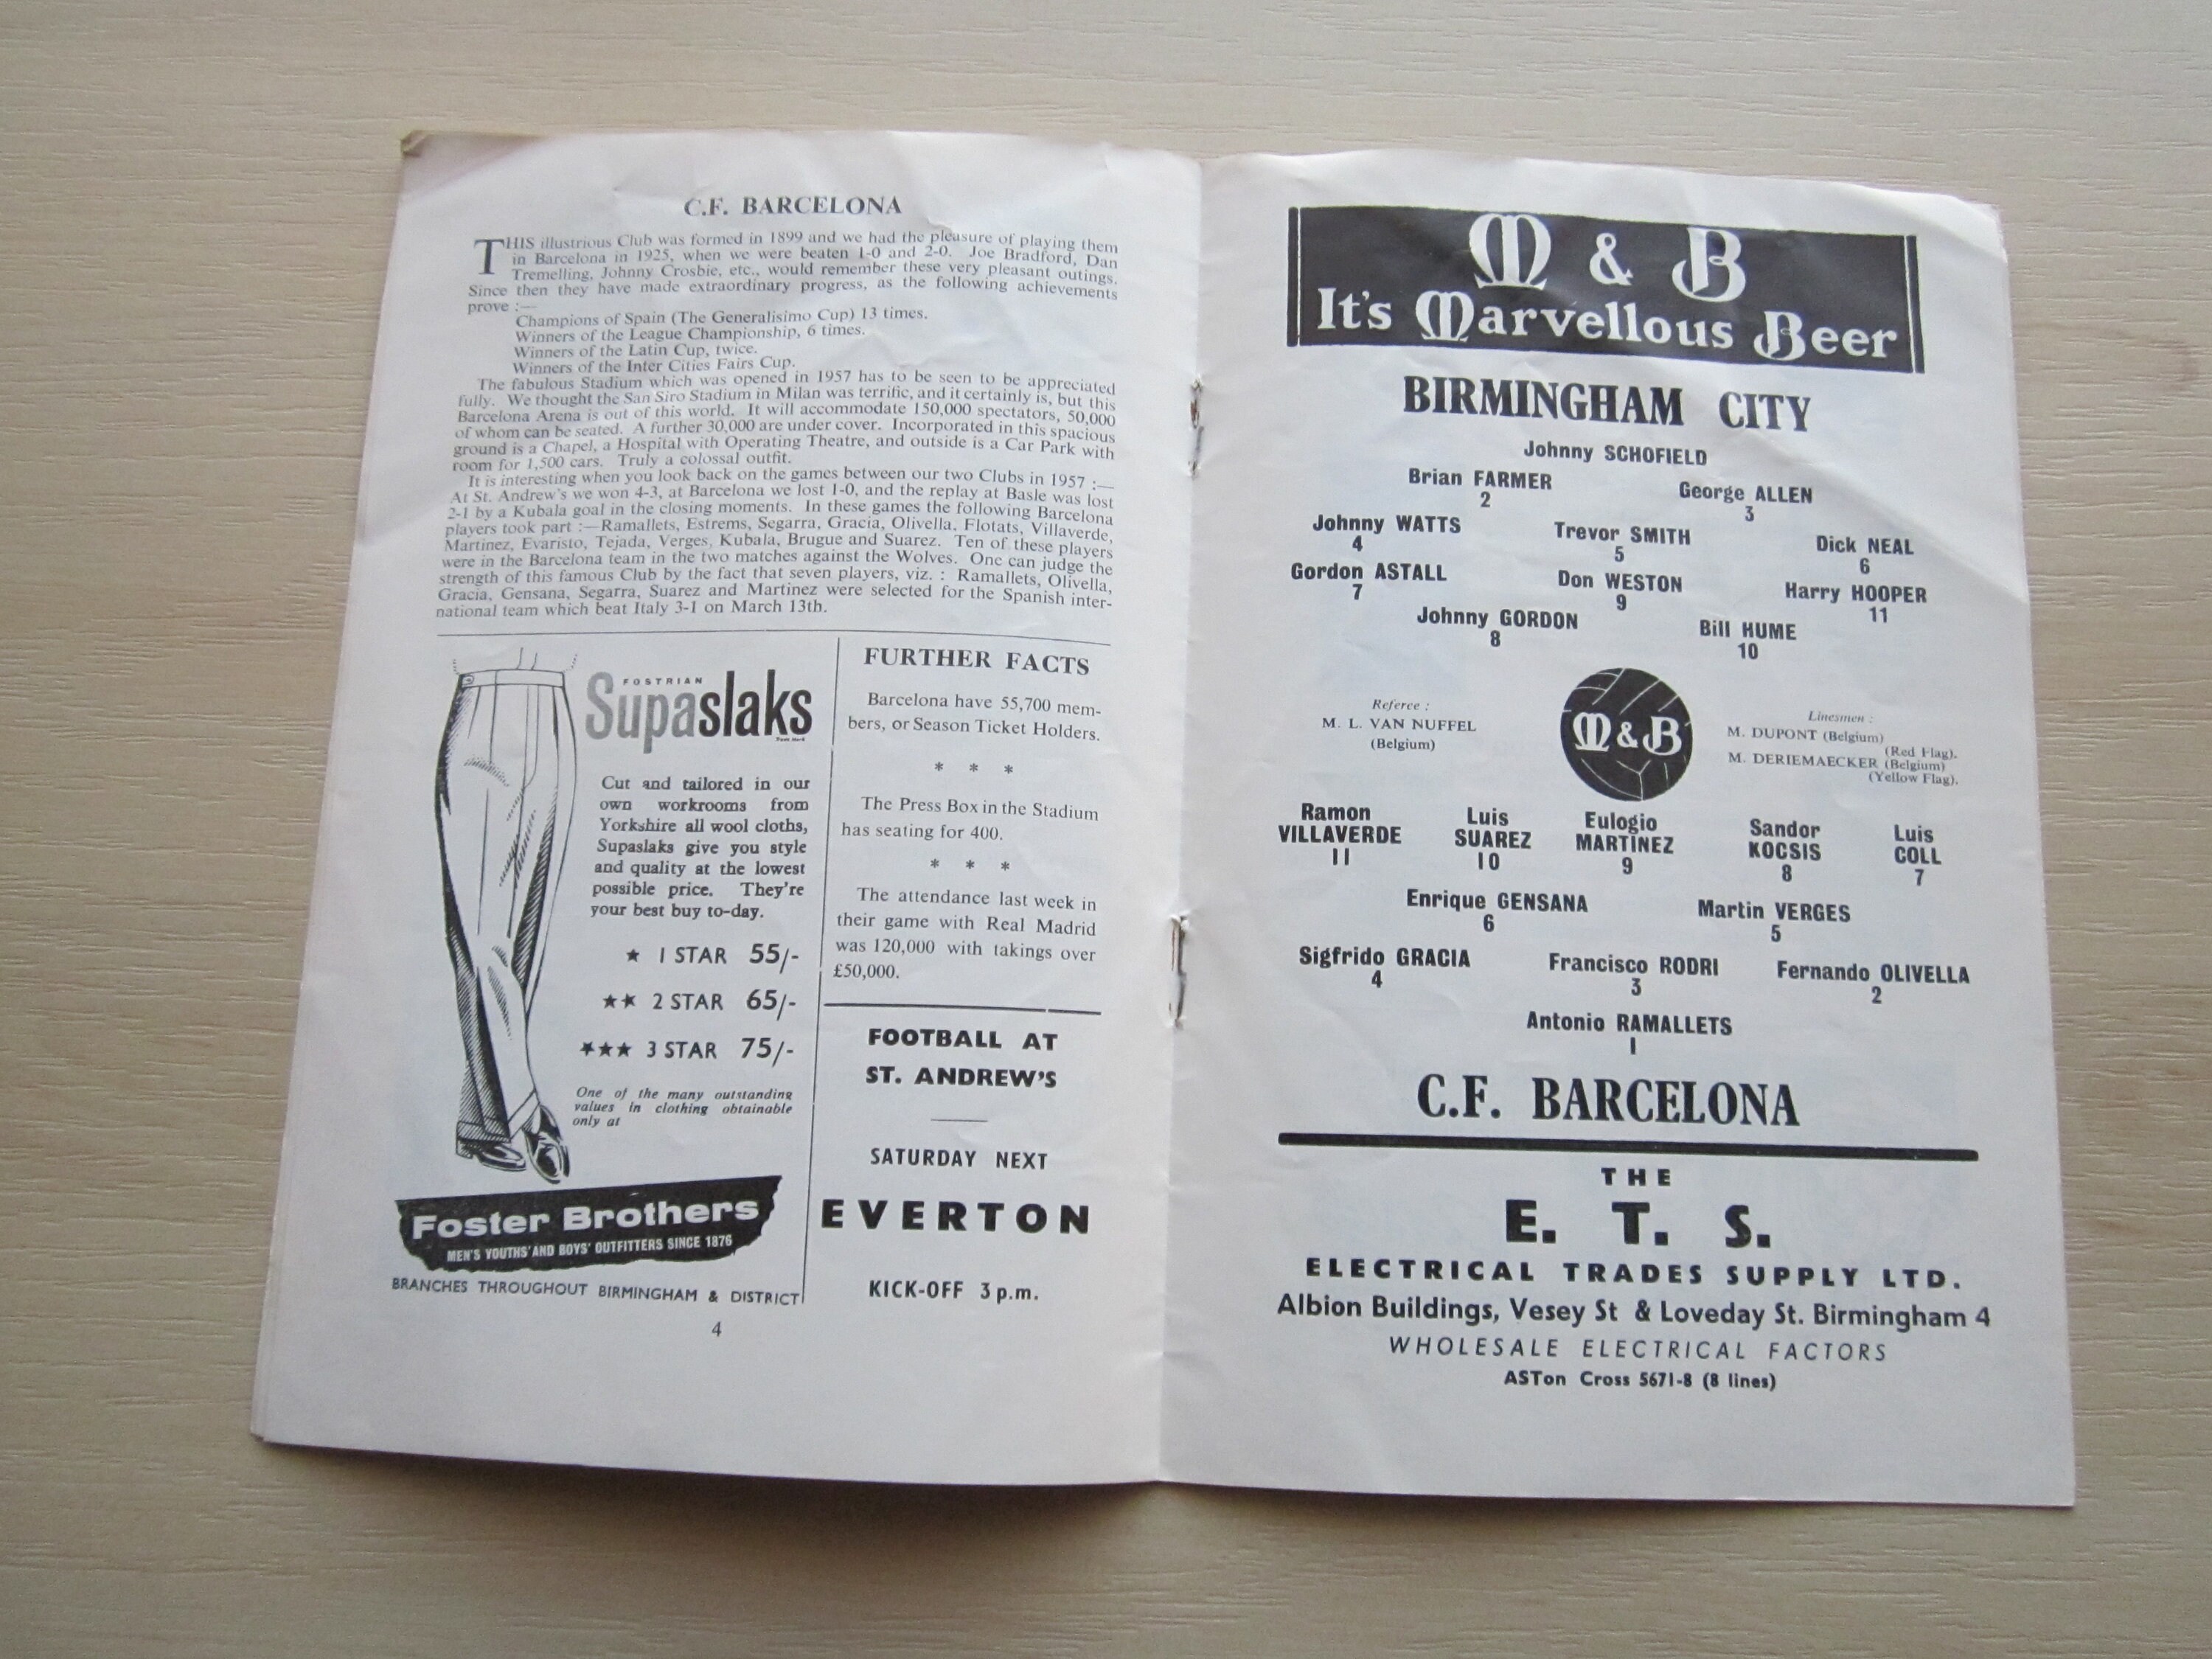 C.F. BARCELONA
THIS illustrious Club was formed in 1899 and we had the pleasure of playing them
in Barcelona in 1925, when we were beaten 1-0 and 2-0. Joe Bradford, Dan
Tremelling, Johnny Crosbie, etc., would remember these very pleasant outings.
Since then they have made extraordinary progress, as the following achievements
prove :—
Champions of Spain (The Generalisimo Cup) 13 times.
Winners of the League Championship, 6 times.
Winners of the Latin Cup, twice.
Winners of the Inter Cities Fairs Cup.
The fabulous Stadium which was opened in 1957 has to be seen to be appreciated
fully. We thought the San Siro Stadium in Milan was terrific, and it certainly is, but this
Barcelona Arena is out of this world. It will accommodate 150,000 spectators, 50,000
of whom can be seated. A further 30,000 are under cover. Incorporated in this spacious
ground is a Chapel, a Hospital with Operating Theatre, and outside is a Car Park with
room for 1,500 cars. Truly a colossal outfit.
It is interesting when you look back on the games between our two Clubs in 1957 :—
At St. Andrew's we won 4-3, at Barcelona we lost 1-0, and the replay at Basle was lost
2-1 by a Kubala goal in the closing moments. In these games the following Barcelona
players took part :—Ramallets, Estrems, Segarra, Gracia, Olivella, Flotats, Villaverde,
Martinez, Evaristo, Tejada, Verges, Kubala, Brugue and Suarez. Ten of these players
were in the Barcelona team in the two matches against the Wolves. One can judge the
strength of this famous Club by the fact that seven players, viz. : Ramallets, Olivella,
Gracia, Gensana, Segarra, Suarez and Martinez were selected for the Spanish inter-
national team which beat Italy 3-1 on March 13th.
FOSTRIAN
Supaslaks
Cut and tailored in our
own workrooms from
Yorkshire all wool cloths,
Supaslaks give you style
and quality at the lowest
possible price. They're
your best buy to-day.
★ 1 STAR 55/-
★★ 2 STAR 65/-
★★★ 3 STAR 75/-
One of the many outstanding
values in clothing obtainable
only at
Foster Brothers
MEN'S YOUTHS' AND BOYS' OUTFITTERS SINCE 1876
BRANCHES THROUGHOUT BIRMINGHAM & DISTRICT
FURTHER FACTS
Barcelona have 55,700 mem-
bers, or Season Ticket Holders.
* * *
The Press Box in the Stadium
has seating for 400.
* * *
The attendance last week in
their game with Real Madrid
was 120,000 with takings over
£50,000.
FOOTBALL AT
ST. ANDREW'S
SATURDAY NEXT
EVERTON
KICK-OFF 3 p.m.
4
M & B
It's Marvellous Beer
BIRMINGHAM CITY
Johnny SCHOFIELD
Brian FARMER George ALLEN
2 3
Johnny WATTS Trevor SMITH Dick NEAL
4 5 6
Gordon ASTALL Don WESTON Harry HOOPER
7 9 11
Johnny GORDON Bill HUME
8 10
Referee :
M. L. VAN NUFFEL
(Belgium)
M & B
Linesmen :
M. DUPONT (Belgium)
(Red Flag).
M. DERIEMAECKER (Belgium)
(Yellow Flag).
Ramon Luis Eulogio Sandor Luis
VILLAVERDE SUAREZ MARTINEZ KOCSIS COLL
11 10 9 8 7
Enrique GENSANA Martin VERGES
6 5
Sigfrido GRACIA Francisco RODRI Fernando OLIVELLA
4 3 2
Antonio RAMALLETS
1
C.F. BARCELONA
THE
E. T. S.
ELECTRICAL TRADES SUPPLY LTD.
Albion Buildings, Vesey St & Loveday St. Birmingham 4
WHOLESALE ELECTRICAL FACTORS
ASTon Cross 5671-8 (8 lines)